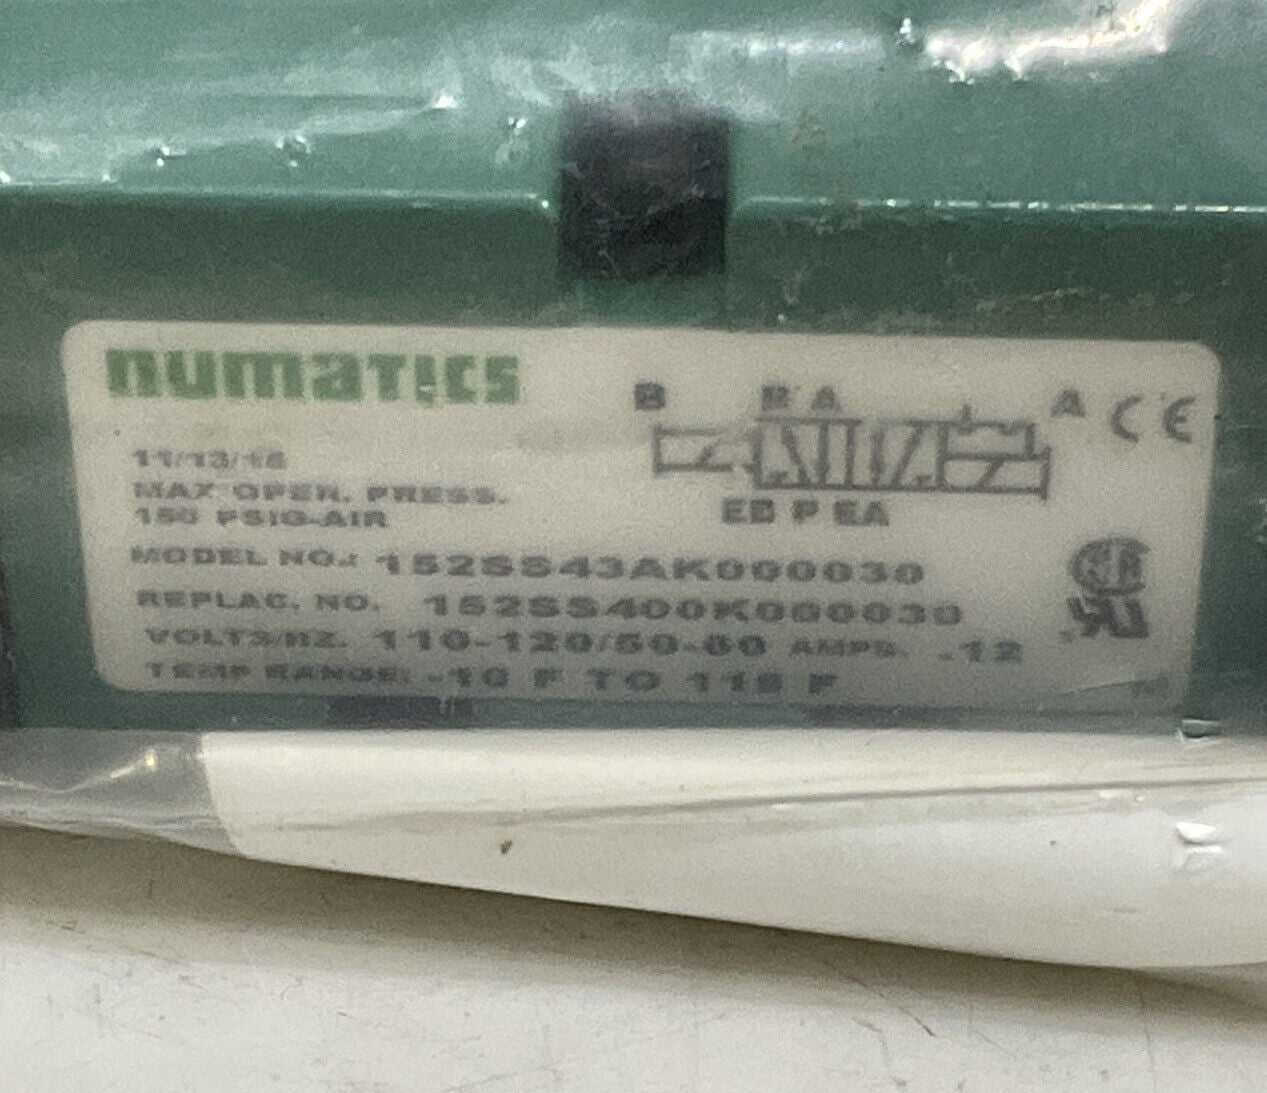 numatics
B B A A CE
11/13/18
MAX OPER. PRESS.
150 PSIG-AIR
EB P EA
MODEL NO.: 152SS43AK000030
REPLAC. NO. 152SS400K000030
VOLTS/HZ. 110-120/50-60 AMPS. .12
TEMP RANGE: -10 F TO 115 F